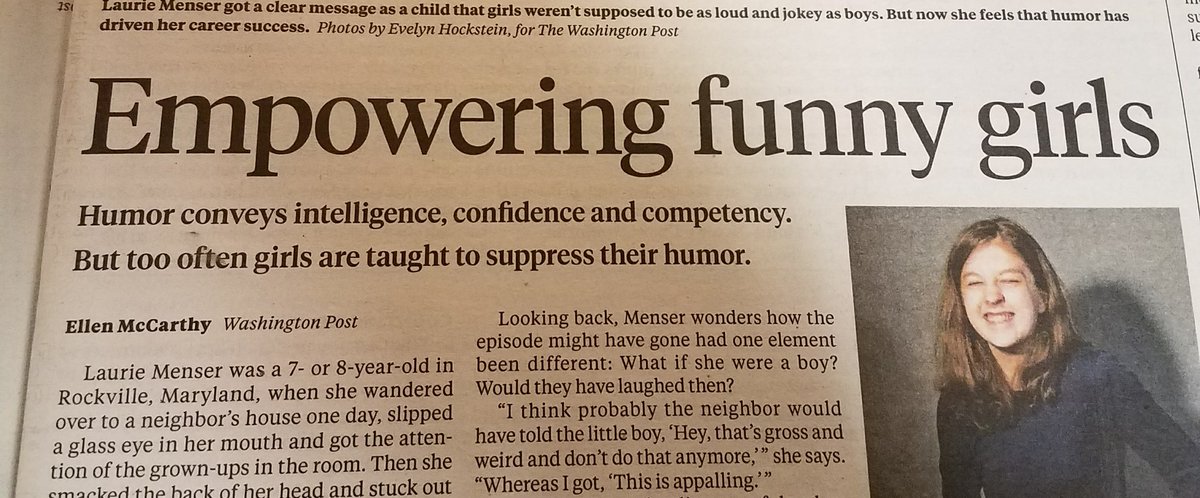 Laurie Menser got a clear message as a child that girls weren't supposed to be as loud and jokey as boys. But now she feels that humor has
driven her career success. Photos by Evelyn Hockstein, for The Washington Post
Empowering funny girls
Humor conveys intelligence, confidence and competency.
But too often girls are taught to suppress their humor.
Ellen McCarthy Washington Post
Laurie Menser was a 7- or 8-year-old in
Rockville, Maryland, when she wandered
over to a neighbor's house one day, slipped
a glass eye in her mouth and got the atten-
tion of the grown-ups in the room. Then she
smacked the back of her head and stuck out
Looking back, Menser wonders how the
episode might have gone had one element
been different: What if she were a boy?
Would they have laughed then?
"I think probably the neighbor would
have told the little boy, 'Hey, that's gross and
weird and don't do that anymore,'" she says.
"Whereas I got, 'This is appalling.'"